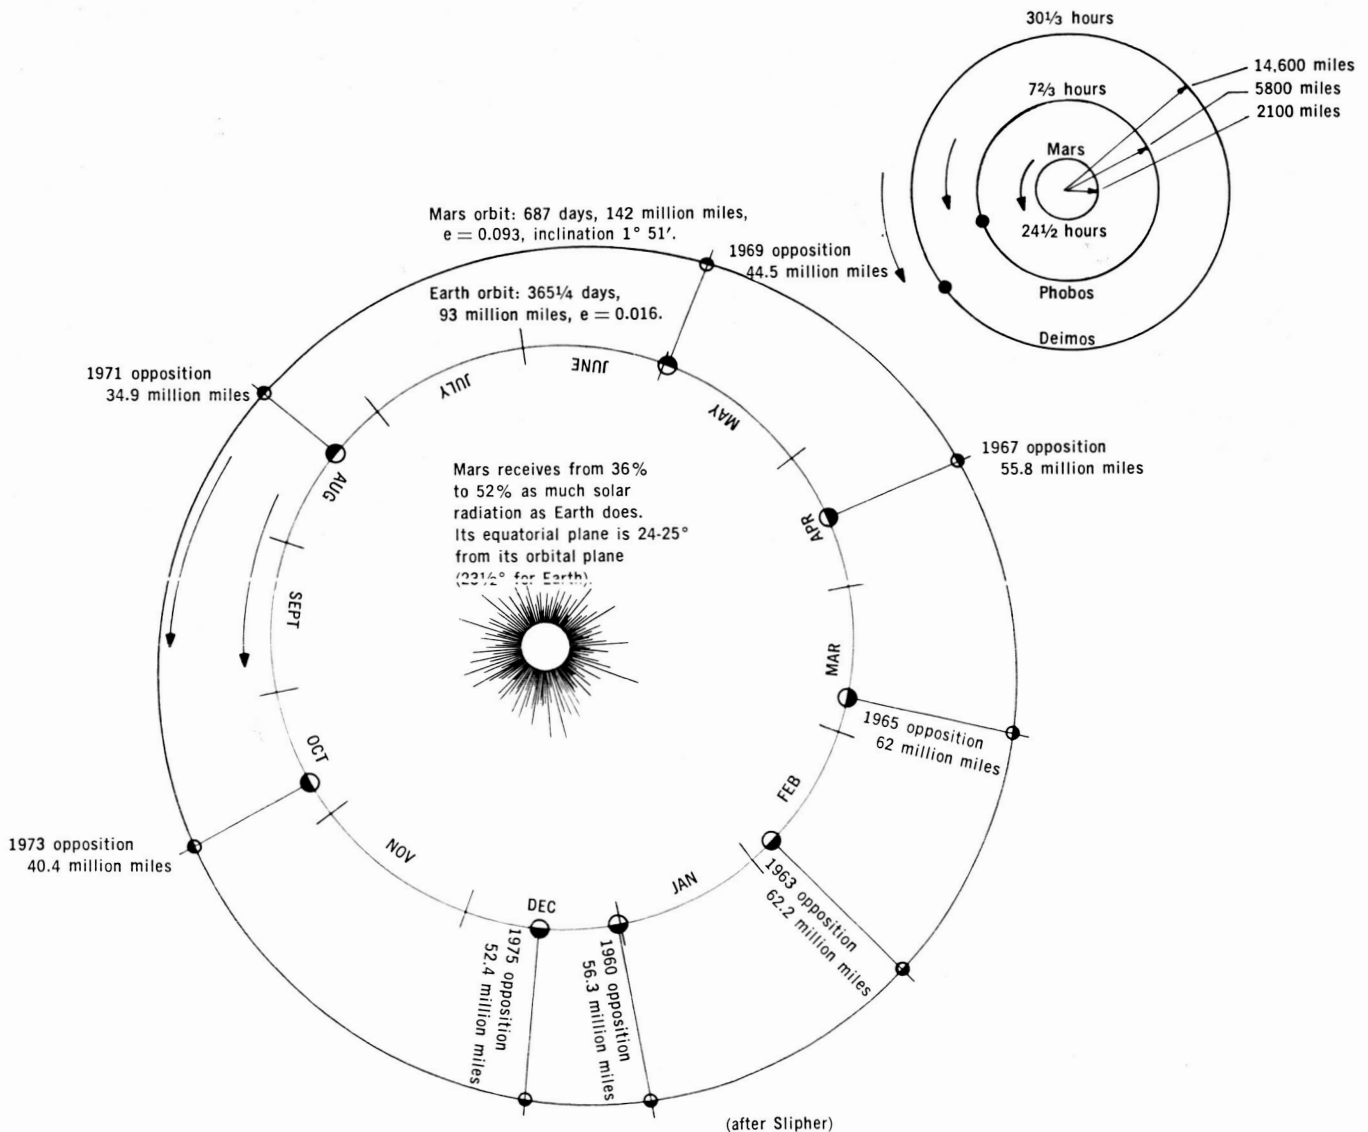 30⅓ hours
14,600 miles
7⅔ hours
5800 miles
2100 miles
Mars
24½ hours
Phobos
Deimos
Mars orbit: 687 days, 142 million miles,
e = 0.093, inclination 1° 51′.
1969 opposition
44.5 million miles
Earth orbit: 365¼ days,
93 million miles, e = 0.016.
JUNE
JULY
MAY
1971 opposition
34.9 million miles
1967 opposition
55.8 million miles
AUG
APR
Mars receives from 36%
to 52% as much solar
radiation as Earth does.
Its equatorial plane is 24-25°
from its orbital plane
(23½° for Earth).
SEPT
MAR
1965 opposition
62 million miles
OCT
FEB
1973 opposition
40.4 million miles
NOV
JAN
DEC
1963 opposition
62.2 million miles
1975 opposition
52.4 million miles
1960 opposition
56.3 million miles
(after Slipher)